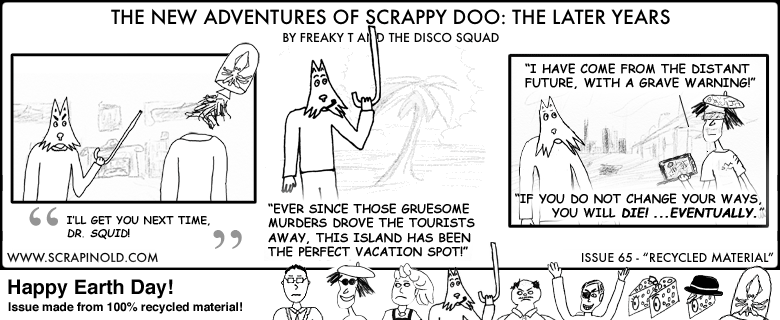 THE NEW ADVENTURES OF SCRAPPY DOO: THE LATER YEARS
BY FREAKY T AND THE DISCO SQUAD
“ I'LL GET YOU NEXT TIME,
DR. SQUID! ”
"EVER SINCE THOSE GRUESOME
MURDERS DROVE THE TOURISTS
AWAY, THIS ISLAND HAS BEEN
THE PERFECT VACATION SPOT!"
"I HAVE COME FROM THE DISTANT
FUTURE, WITH A GRAVE WARNING!"
"IF YOU DO NOT CHANGE YOUR WAYS,
YOU WILL DIE! ...EVENTUALLY."
WWW.SCRAPINOLD.COM
ISSUE 65 - "RECYCLED MATERIAL"
Happy Earth Day!
Issue made from 100% recycled material!